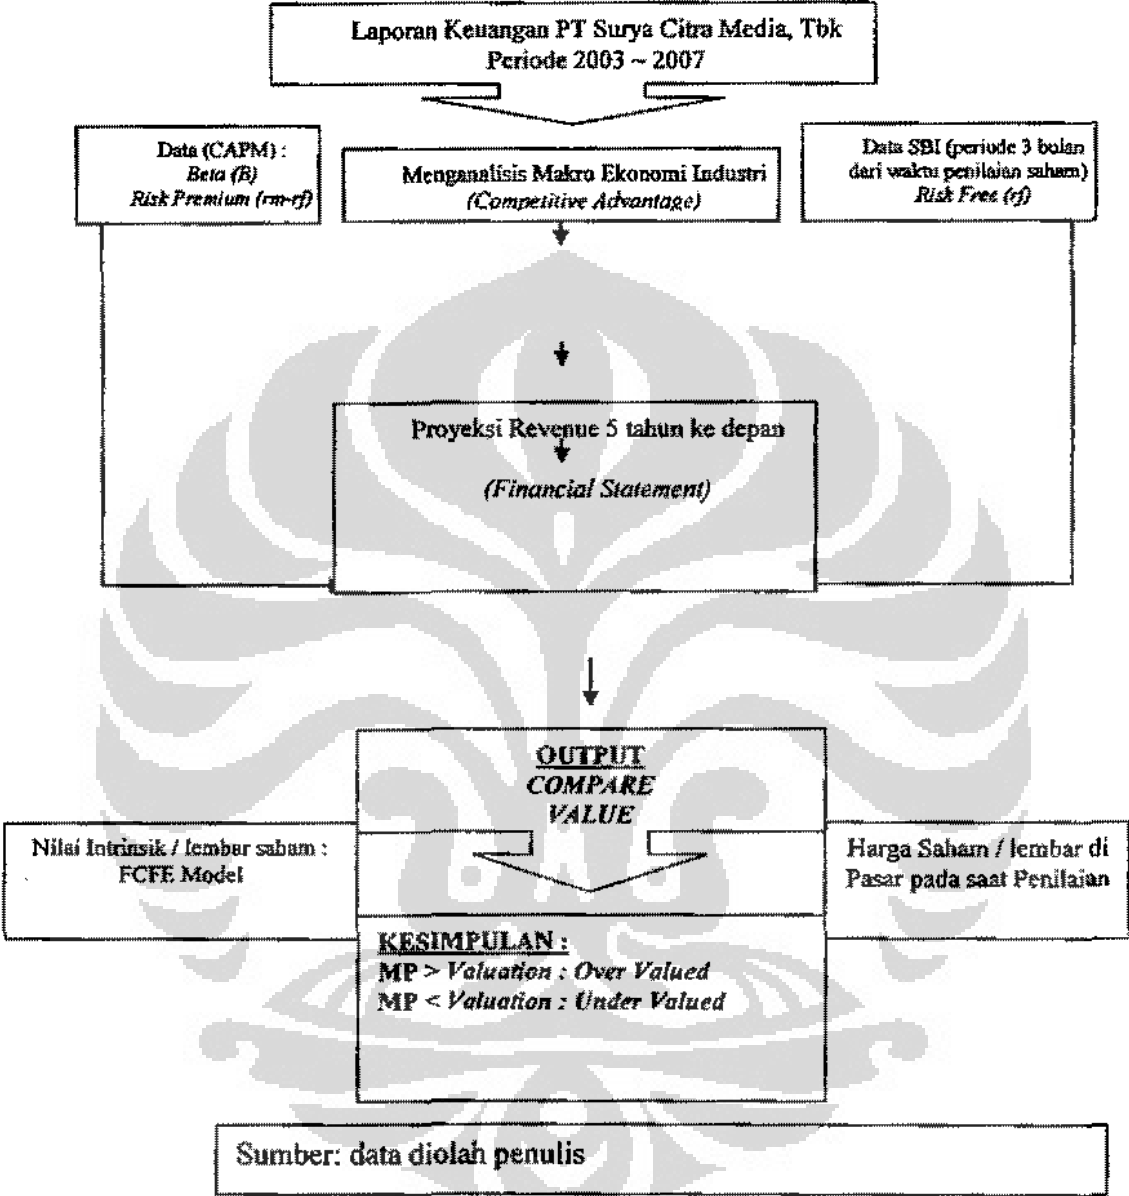 Laporan Keuangan PT Surya Citra Media, Tbk
Periode 2003 ~ 2007
Data (CAPM) :
Beta (B)
Risk Premium (rm-rf)
Menganalisis Makro Ekonomi Industri
(Competitive Advantage)
Data SBI (periode 3 bulan
dari waktu penilaian saham)
Risk Free (rf)
Proyeksi Revenue 5 tahun ke depan
(Financial Statement)
OUTPUT
COMPARE
VALUE
Nilai Intrinsik / lembar saham :
FCFE Model
Harga Saham / lembar di
Pasar pada saat Penilaian
KESIMPULAN :
MP > Valuation : Over Valued
MP < Valuation : Under Valued
Sumber: data diolah penulis